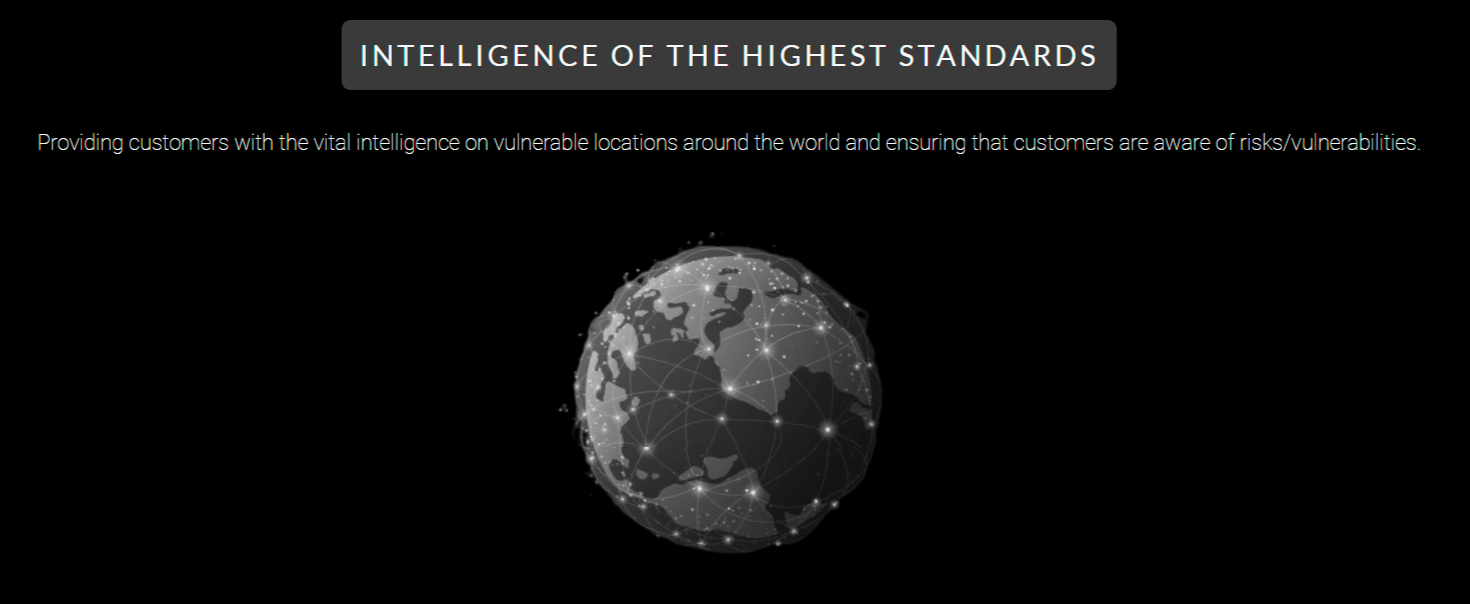 INTELLIGENCE OF THE HIGHEST STANDARDS
Providing customers with the vital intelligence on vulnerable locations around the world and ensuring that customers are aware of risks/vulnerabilities.